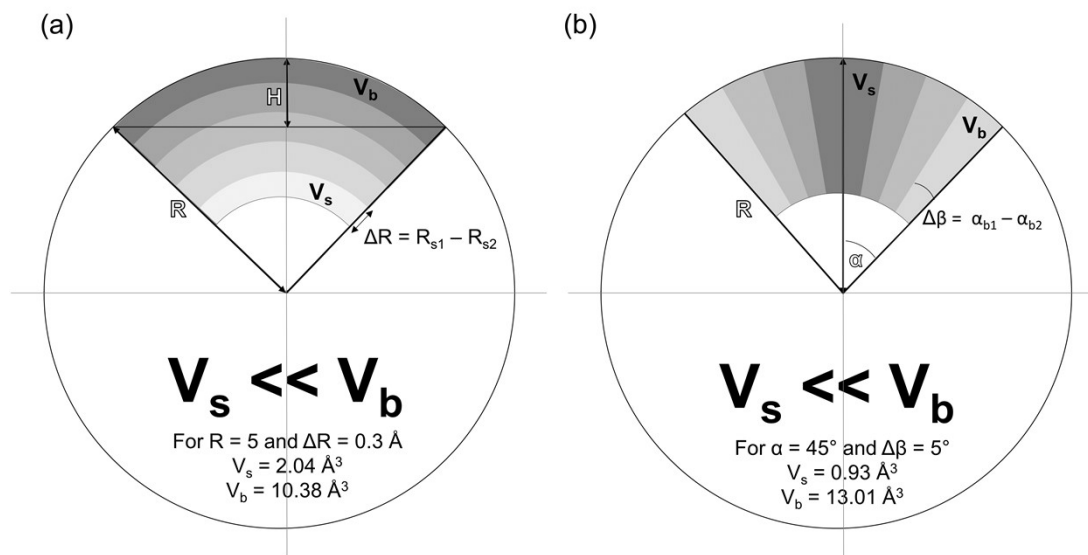 (a)
H
V_b
R
V_s
ΔR = R_s1 – R_s2
V_s << V_b
For R = 5 and ΔR = 0.3 Å
V_s = 2.04 Å³
V_b = 10.38 Å³
(b)
V_s
V_b
R
Δβ = α_b1 – α_b2
α
V_s << V_b
For α = 45° and Δβ = 5°
V_s = 0.93 Å³
V_b = 13.01 Å³